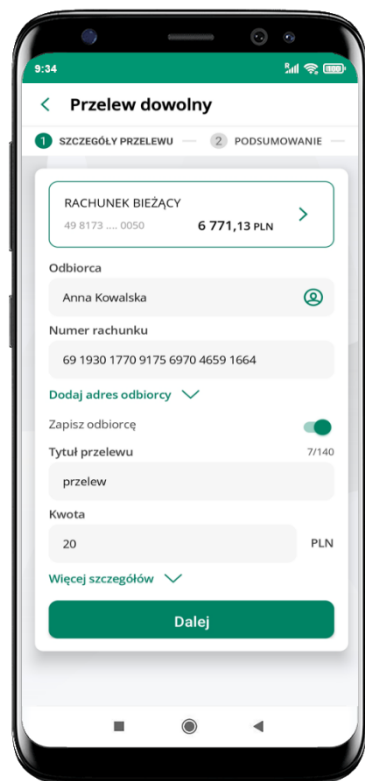 9:34
Przelew dowolny
1 SZCZEGÓŁY PRZELEWU 2 PODSUMOWANIE
RACHUNEK BIEŻĄCY
49 8173 .... 0050 6 771,13 PLN
Odbiorca
Anna Kowalska
Numer rachunku
69 1930 1770 9175 6970 4659 1664
Dodaj adres odbiorcy
Zapisz odbiorcę
Tytuł przelewu 7/140
przelew
Kwota
20 PLN
Więcej szczegółów
Dalej